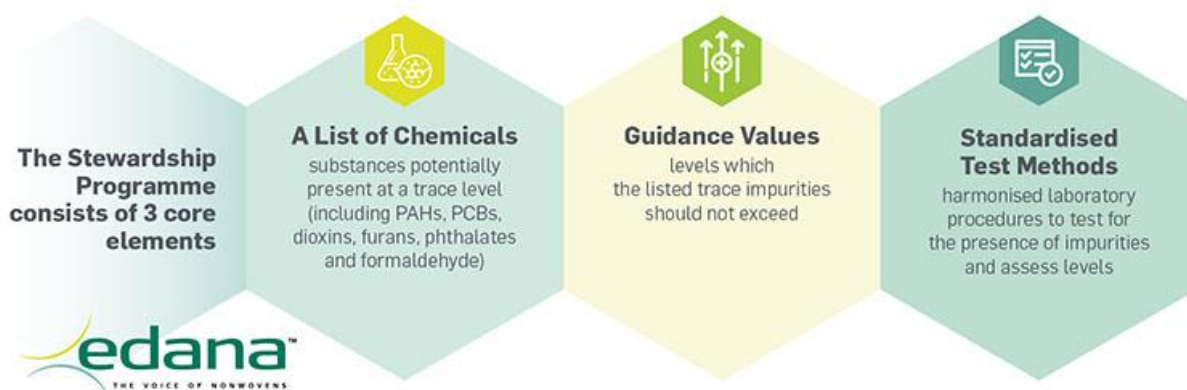 The Stewardship
Programme
consists of 3 core
elements
A List of Chemicals
substances potentially
present at a trace level
(including PAHs, PCBs,
dioxins, furans, phthalates
and formaldehyde)
Guidance Values
levels which
the listed trace impurities
should not exceed
Standardised
Test Methods
harmonised laboratory
procedures to test for
the presence of impurities
and assess levels
edana™
THE VOICE OF NONWOVENS